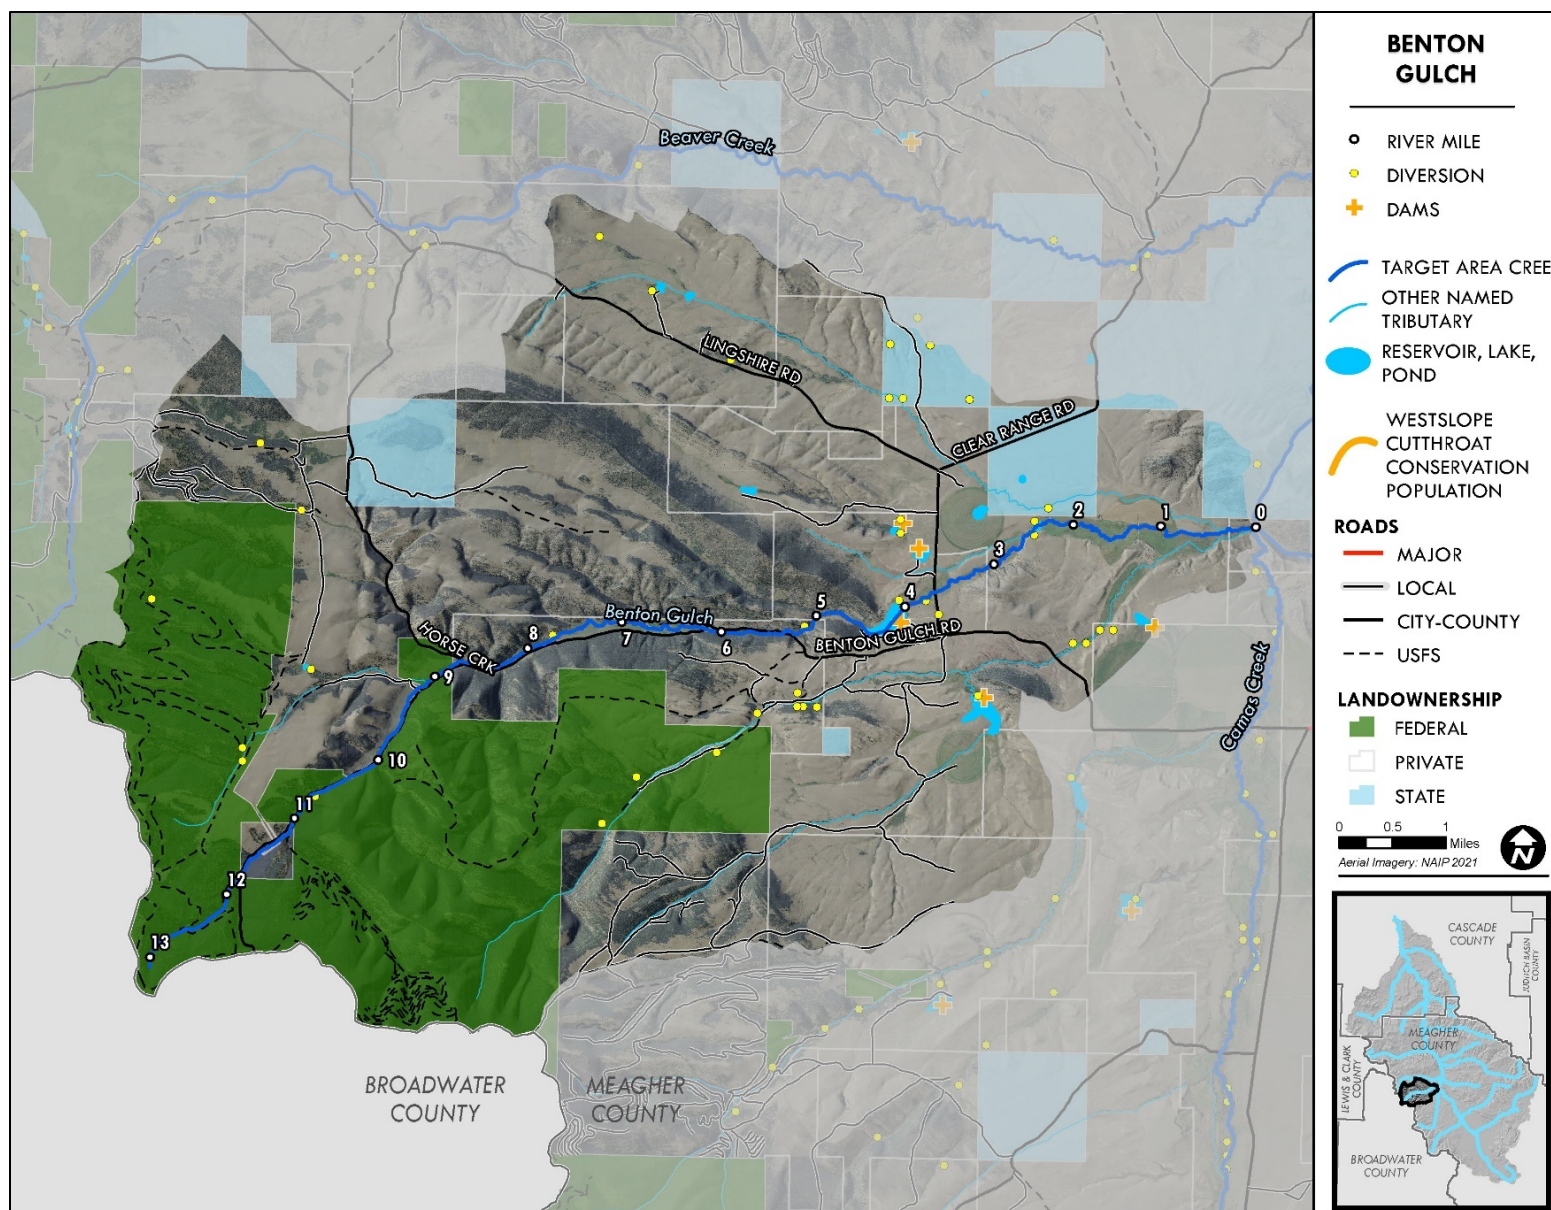 Beaver Creek
LINGSHIRE RD
CLEAR RANGE RD
2
1
0
3
4
5
Benton Gulch
8
7
6
BENTON GULCH RD
HORSE CRK
9
10
11
12
13
Camas Creek
BROADWATER
COUNTY
MEAGHER
COUNTY
BENTON
GULCH
RIVER MILE
DIVERSION
DAMS
TARGET AREA CREE
OTHER NAMED
TRIBUTARY
RESERVOIR, LAKE,
POND
WESTSLOPE
CUTTHROAT
CONSERVATION
POPULATION
ROADS
MAJOR
LOCAL
CITY-COUNTY
USFS
LANDOWNERSHIP
FEDERAL
PRIVATE
STATE
0 0.5 1
Miles
Aerial Imagery: NAIP 2021
N
CASCADE
COUNTY
JUDITH BASIN
COUNTY
MEAGHER
COUNTY
LEWIS & CLARK
COUNTY
BROADWATER
COUNTY